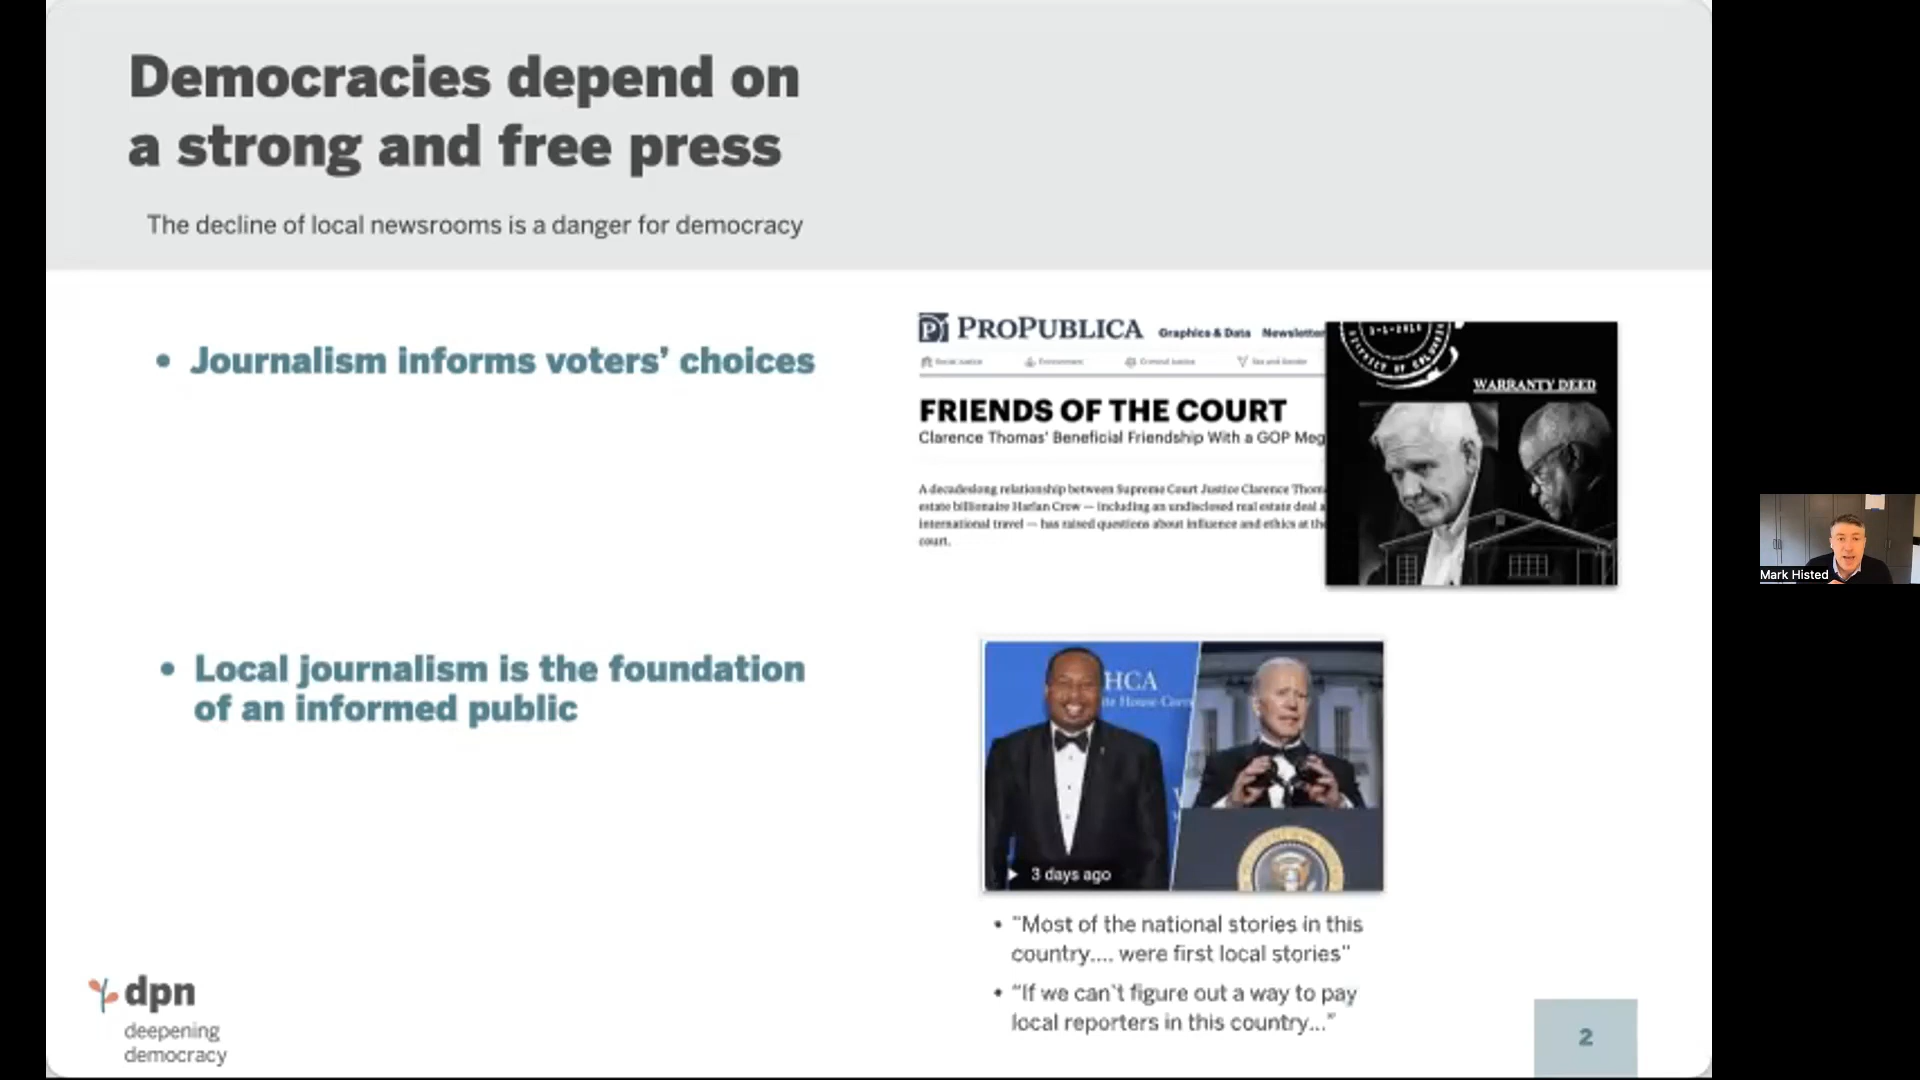 Democracies depend on
a strong and free press
The decline of local newsrooms is a danger for democracy
• Journalism informs voters' choices
PROPUBLICA Graphics & Data Newsletter
Social Justice Environment Criminal Justice Sex and Gender
FRIENDS OF THE COURT
Clarence Thomas' Beneficial Friendship With a GOP Meg
A decadeslong relationship between Supreme Court Justice Clarence Thom
estate billionaire Harlan Crow — including an undisclosed real estate deal a
international travel — has raised questions about influence and ethics at the
court.
WARRANTY DEED
Mark Histed
• Local journalism is the foundation
of an informed public
HCA
te House Corr
3 days ago
• "Most of the national stories in this
country.... were first local stories"
• "If we can't figure out a way to pay
local reporters in this country..."
dpn
deepening
democracy
2